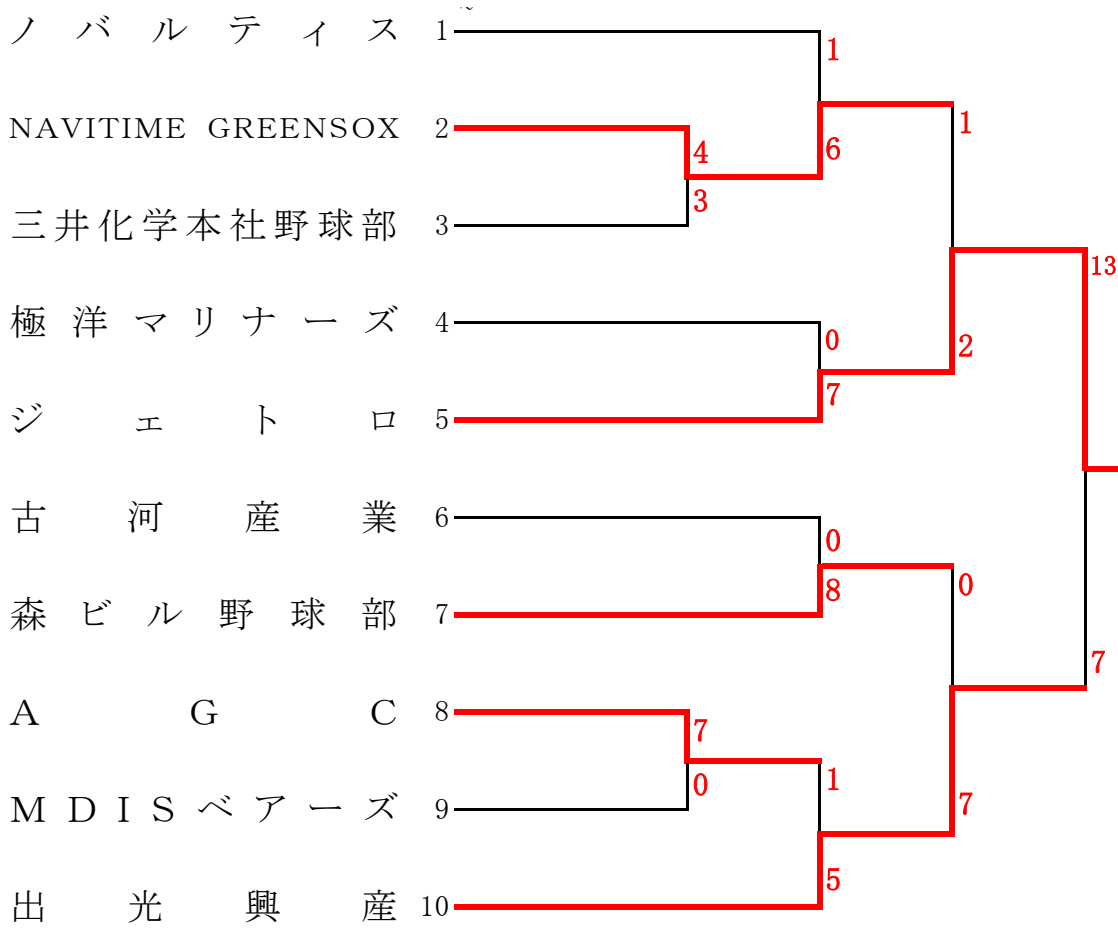 ノバルティス 1
1
NAVITIME GREENSOX 2
1
4
6
3
三井化学本社野球部 3
13
極洋マリナーズ 4
0
2
7
ジェトロ 5
古河産業 6
0
0
8
森ビル野球部 7
7
AGC 8
7
1
0
7
MDISベアーズ 9
5
出光興産 10